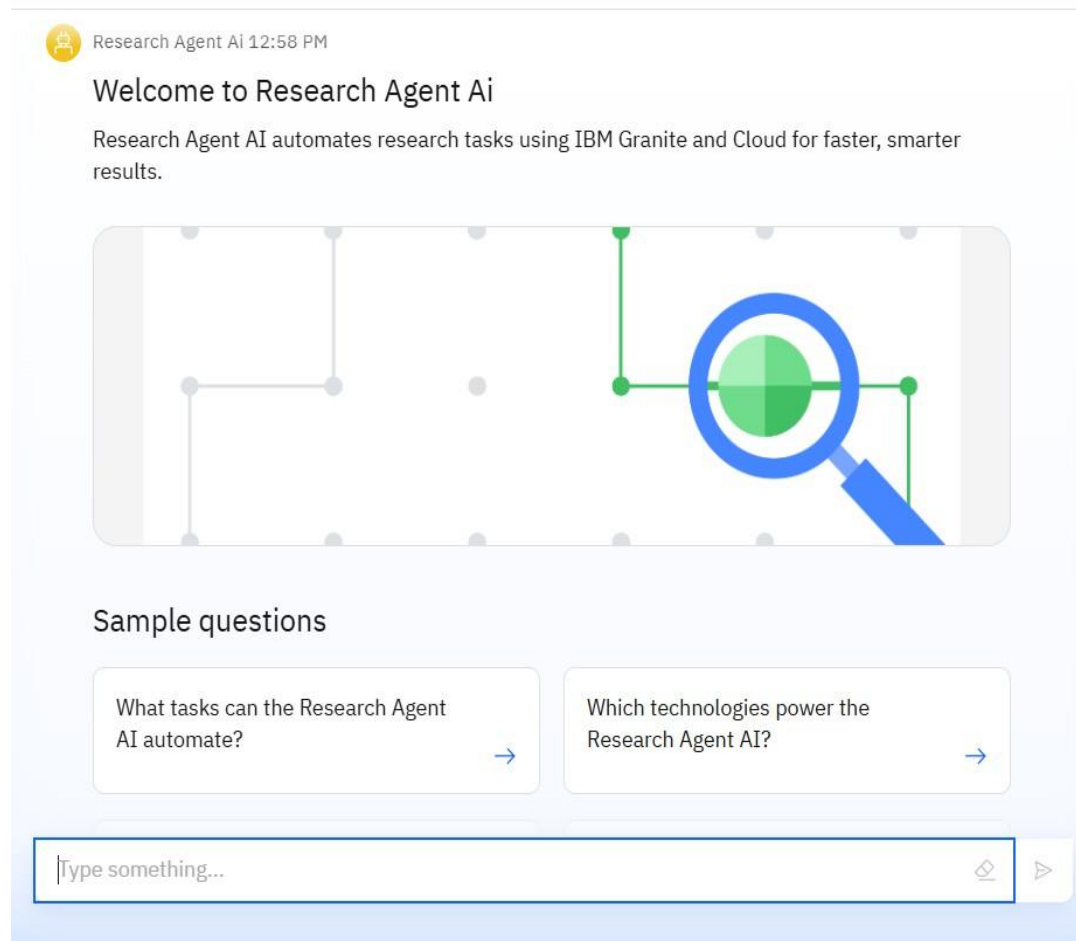 Research Agent Ai 12:58 PM
Welcome to Research Agent Ai
Research Agent AI automates research tasks using IBM Granite and Cloud for faster, smarter
results.
Sample questions
What tasks can the Research Agent
AI automate?
Which technologies power the
Research Agent AI?
Type something...